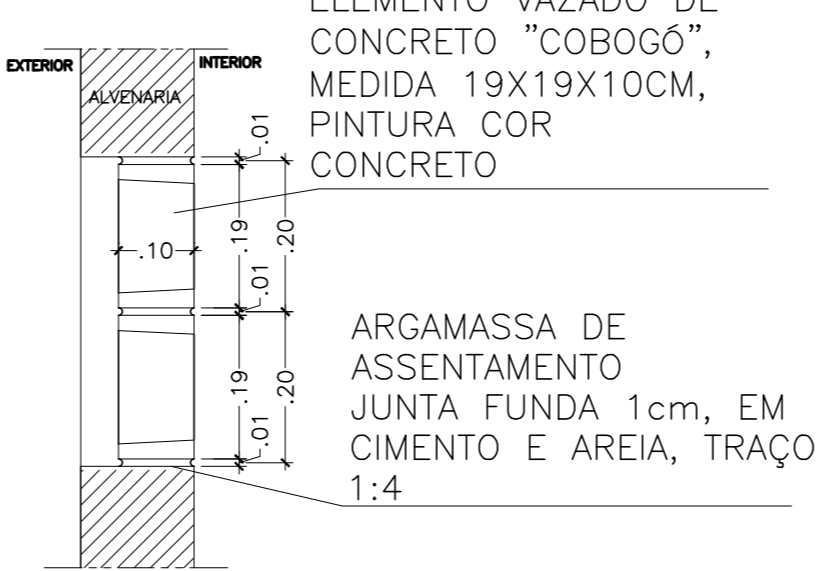 ELEMENTO VAZADO DE
CONCRETO "COBOGÓ",
MEDIDA 19X19X10CM,
PINTURA COR
CONCRETO
EXTERIOR
INTERIOR
ALVENARIA
.01
.19
.20
.10
.01
.19
.20
.01
ARGAMASSA DE
ASSENTAMENTO
JUNTA FUNDA 1cm, EM
CIMENTO E AREIA, TRAÇO
1:4